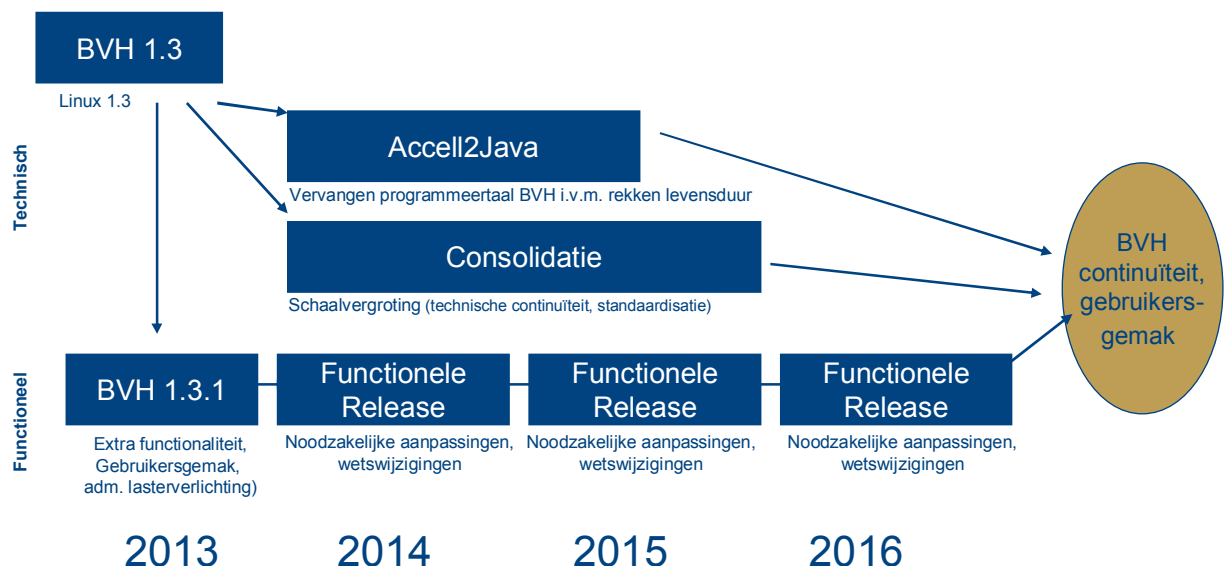 BVH 1.3
Linux 1.3
Technisch
Accell2Java
Vervangen programmeertaal BVH i.v.m. rekken levensduur
Consolidatie
Schaalvergroting (technische continuïteit, standaardisatie)
BVH
continuïteit,
gebruikers-
gemak
Functioneel
BVH 1.3.1
Extra functionaliteit,
Gebruikersgemak,
adm. lasterverlichting)
Functionele
Release
Noodzakelijke aanpassingen,
wetswijzigingen
Functionele
Release
Noodzakelijke aanpassingen,
wetswijzigingen
Functionele
Release
Noodzakelijke aanpassingen,
wetswijzigingen
2013
2014
2015
2016